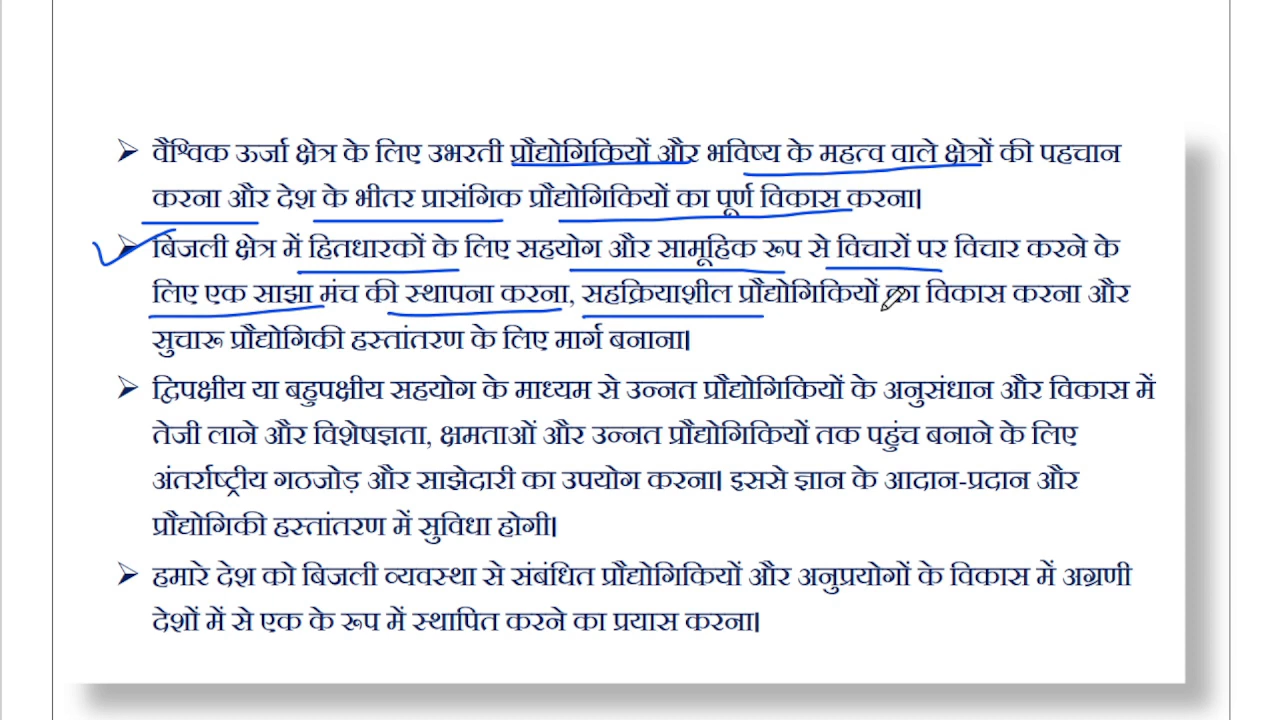 ➢ वैश्विक ऊर्जा क्षेत्र के लिए उभरती प्रौद्योगिकियों और भविष्य के महत्व वाले क्षेत्रों की पहचान
करना और देश के भीतर प्रासंगिक प्रौद्योगिकियों का पूर्ण विकास करना।
➢ बिजली क्षेत्र में हितधारकों के लिए सहयोग और सामूहिक रूप से विचारों पर विचार करने के
लिए एक साझा मंच की स्थापना करना, सहक्रियाशील प्रौद्योगिकियों का विकास करना और
सुचारू प्रौद्योगिकी हस्तांतरण के लिए मार्ग बनाना।
➢ द्विपक्षीय या बहुपक्षीय सहयोग के माध्यम से उन्नत प्रौद्योगिकियों के अनुसंधान और विकास में
तेजी लाने और विशेषज्ञता, क्षमताओं और उन्नत प्रौद्योगिकियों तक पहुंच बनाने के लिए
अंतर्राष्ट्रीय गठजोड़ और साझेदारी का उपयोग करना। इससे ज्ञान के आदान-प्रदान और
प्रौद्योगिकी हस्तांतरण में सुविधा होगी।
➢ हमारे देश को बिजली व्यवस्था से संबंधित प्रौद्योगिकियों और अनुप्रयोगों के विकास में अग्रणी
देशों में से एक के रूप में स्थापित करने का प्रयास करना।